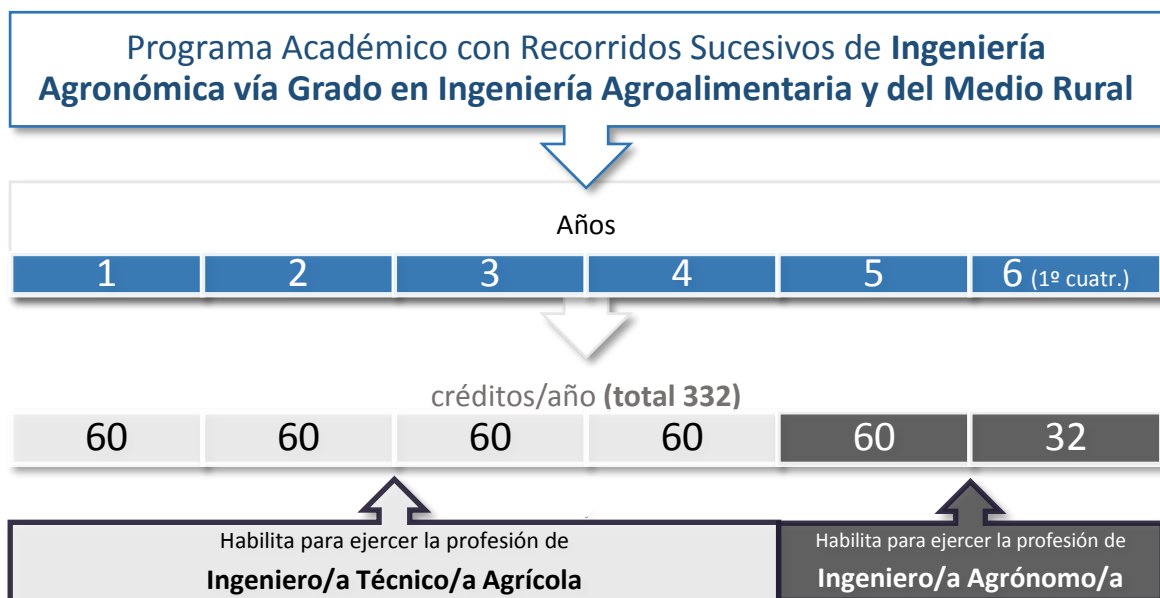 Programa Académico con Recorridos Sucesivos de Ingeniería
Agronómica vía Grado en Ingeniería Agroalimentaria y del Medio Rural
Años
1 2 3 4 5 6 (1º cuatr.)
créditos/año (total 332)
60 60 60 60 60 32
Habilita para ejercer la profesión de
Ingeniero/a Técnico/a Agrícola
Habilita para ejercer la profesión de
Ingeniero/a Agrónomo/a